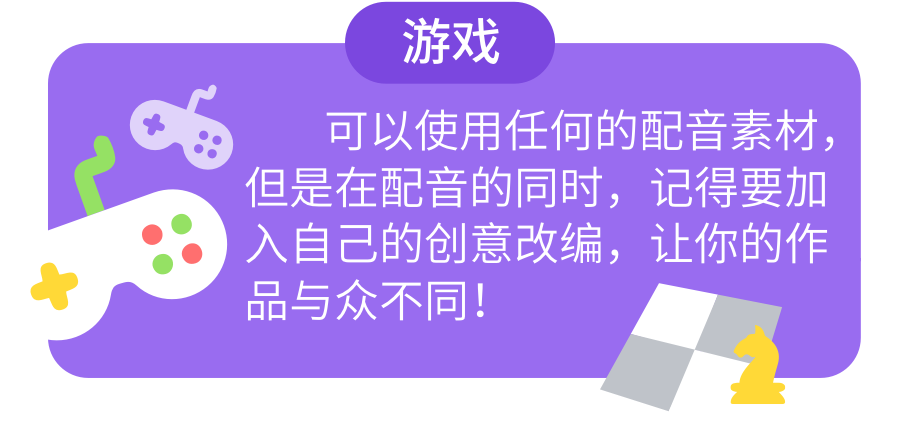 游戏
可以使用任何的配音素材，
但是在配音的同时，记得要加
入自己的创意改编，让你的作
品与众不同！